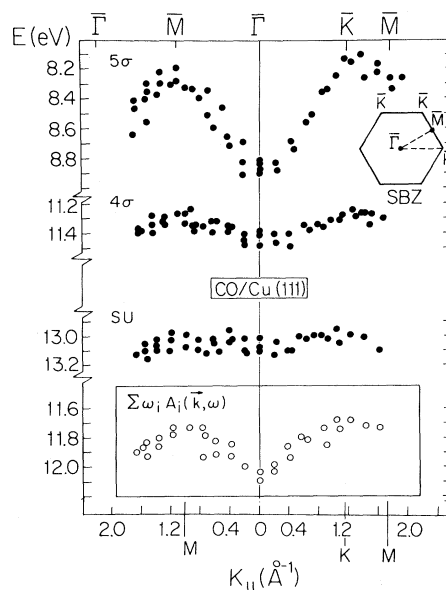 Γ̅ M̅ Γ̅ K̅ M̅
E (eV)
5σ̅
8.2
8.4
8.6
8.8
K̅ K̅
M̅
Γ̅
SBZ
4σ̅
11.2
11.4
CO/Cu (111)
SU
13.0
13.2
Σωᵢ Aᵢ(k⃗,ω)
11.6
11.8
12.0
2.0 1.2 0.4 0 0.4 1.2 2.0
M K M
K∥ (Å⁻¹)